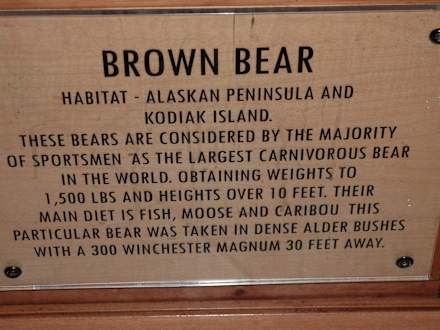 BROWN BEAR
HABITAT - ALASKAN PENINSULA AND
KODIAK ISLAND.
THESE BEARS ARE CONSIDERED BY THE MAJORITY
OF SPORTSMEN AS THE LARGEST CARNIVOROUS BEAR
IN THE WORLD. OBTAINING WEIGHTS TO
1,500 LBS AND HEIGHTS OVER 10 FEET. THEIR
MAIN DIET IS FISH, MOOSE AND CARIBOU THIS
PARTICULAR BEAR WAS TAKEN IN DENSE ALDER BUSHES
WITH A 300 WINCHESTER MAGNUM 30 FEET AWAY.